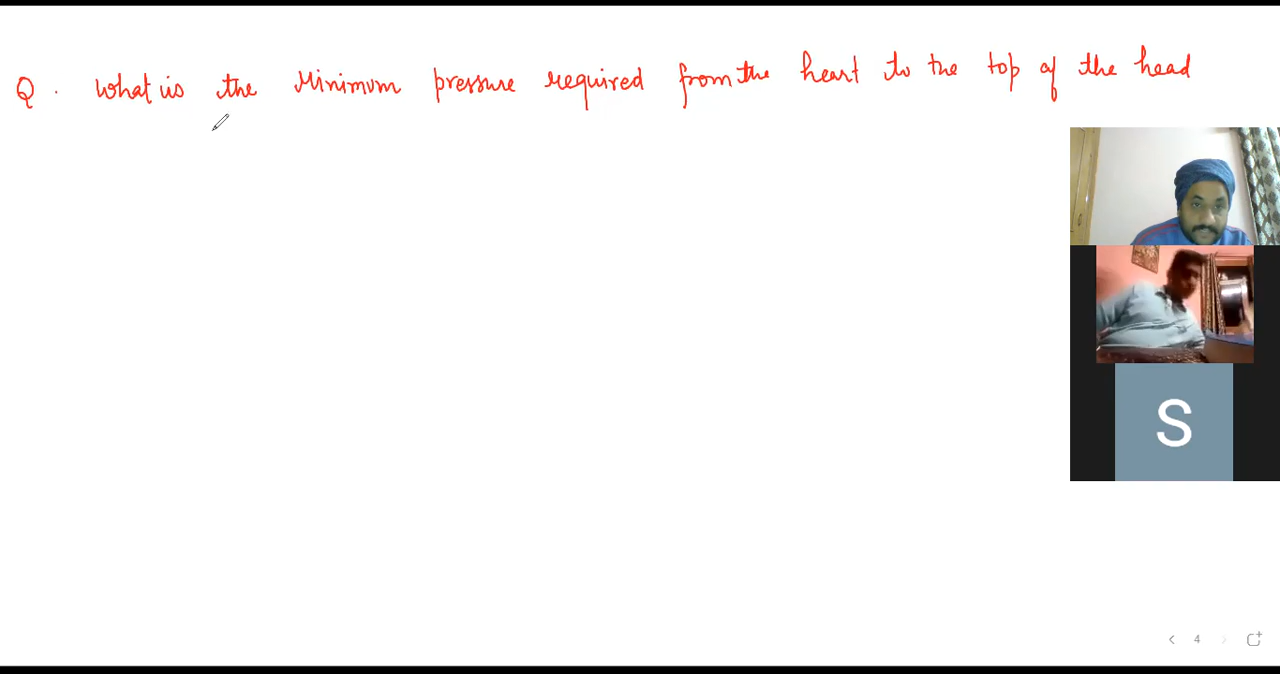 Q. What is the Minimum pressure required from the heart to the top of the head
S
4